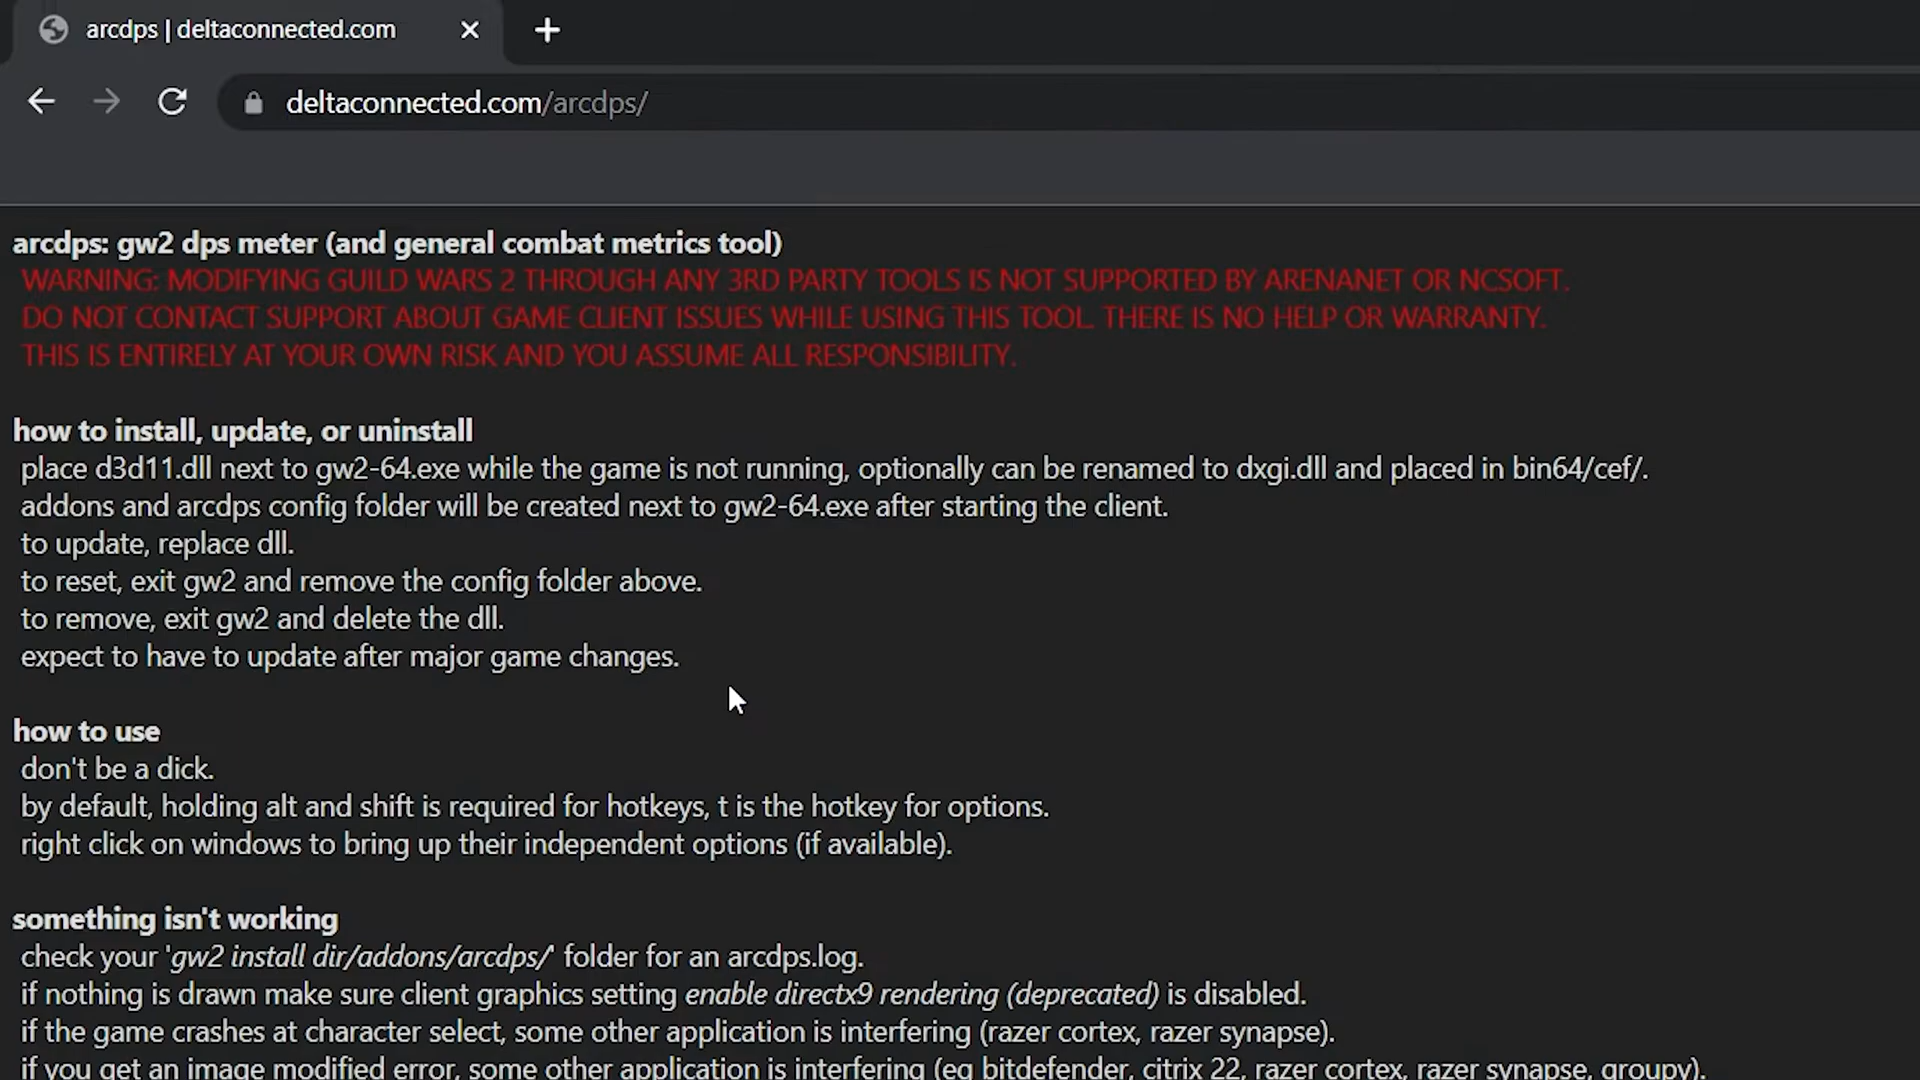 arcdps | deltaconnected.com
deltaconnected.com/arcdps/
arcdps: gw2 dps meter (and general combat metrics tool)
WARNING: MODIFYING GUILD WARS 2 THROUGH ANY 3RD PARTY TOOLS IS NOT SUPPORTED BY ARENANET OR NCSOFT.
DO NOT CONTACT SUPPORT ABOUT GAME CLIENT ISSUES WHILE USING THIS TOOL. THERE IS NO HELP OR WARRANTY.
THIS IS ENTIRELY AT YOUR OWN RISK AND YOU ASSUME ALL RESPONSIBILITY.
how to install, update, or uninstall
place d3d11.dll next to gw2-64.exe while the game is not running, optionally can be renamed to dxgi.dll and placed in bin64/cef/.
addons and arcdps config folder will be created next to gw2-64.exe after starting the client.
to update, replace dll.
to reset, exit gw2 and remove the config folder above.
to remove, exit gw2 and delete the dll.
expect to have to update after major game changes.
how to use
don't be a dick.
by default, holding alt and shift is required for hotkeys, t is the hotkey for options.
right click on windows to bring up their independent options (if available).
something isn't working
check your 'gw2 install dir/addons/arcdps/' folder for an arcdps.log.
if nothing is drawn make sure client graphics setting enable directx9 rendering (deprecated) is disabled.
if the game crashes at character select, some other application is interfering (razer cortex, razer synapse).
if you get an image modified error, some other application is interfering (eg bitdefender, citrix 22, razer cortex, razer synapse, groupy).